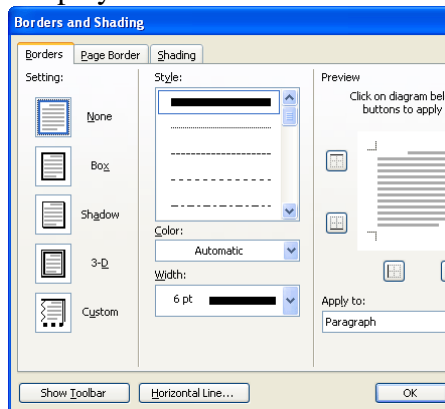 Borders and Shading
Borders
Page Border
Shading
Setting:
None
Box
Shadow
3-D
Custom
Style:
Color:
Automatic
Width:
6 pt
Preview
Click on diagram bel
buttons to apply
Apply to:
Paragraph
Show Toolbar
Horizontal Line...
OK